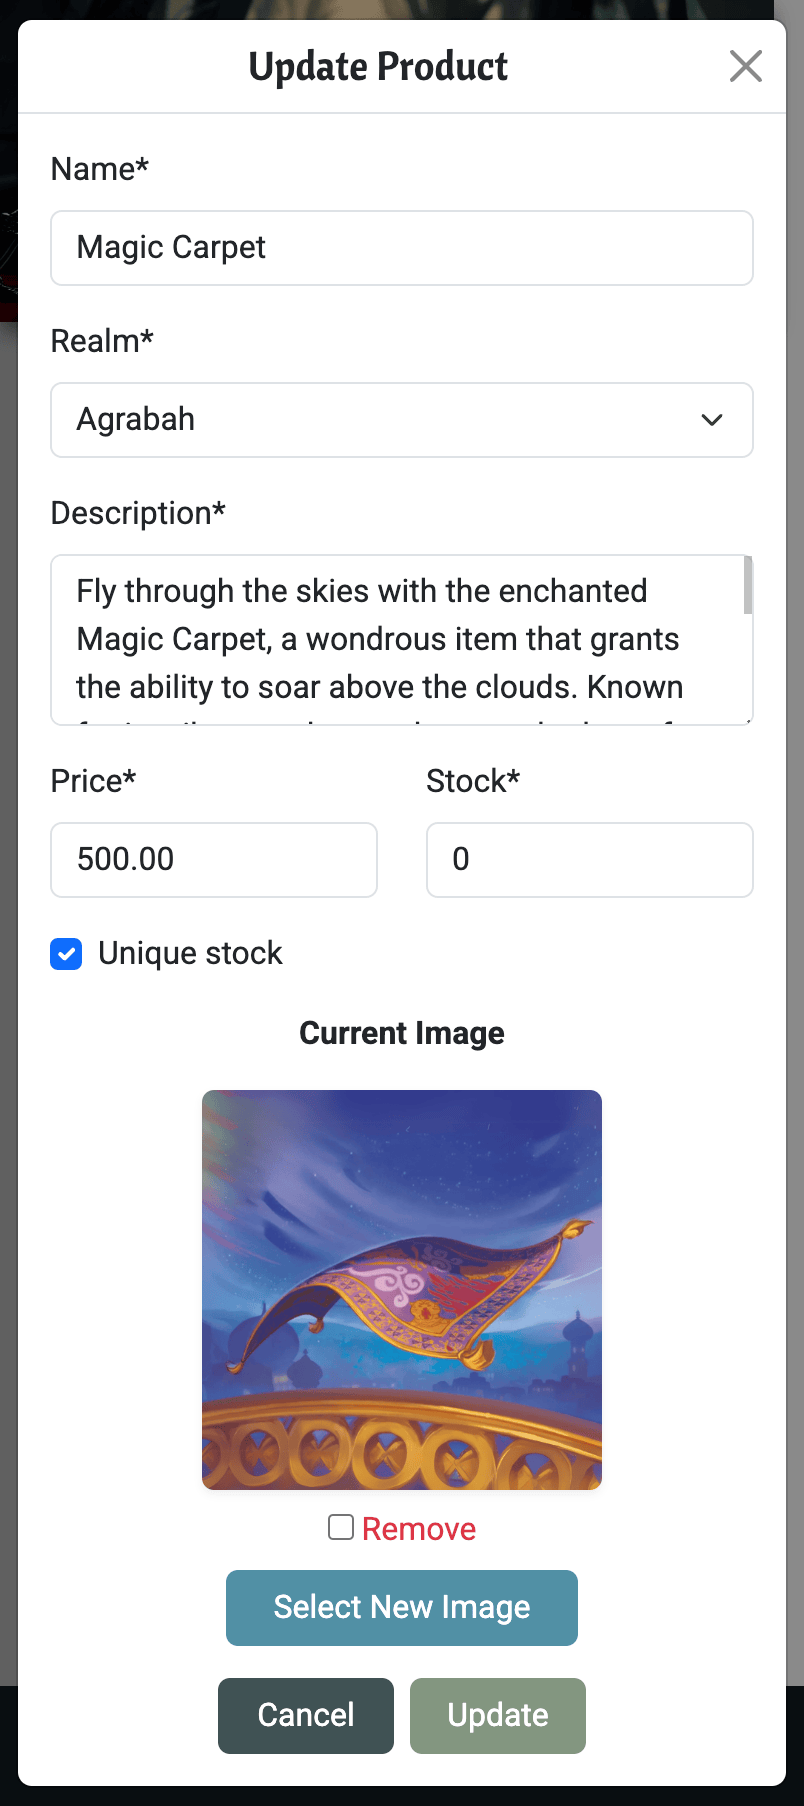 Update Product
Name*
Magic Carpet
Realm*
Agrabah
Description*
Fly through the skies with the enchanted
Magic Carpet, a wondrous item that grants
the ability to soar above the clouds. Known
Price*
Stock*
500.00
0
Unique stock
Current Image
Remove
Select New Image
Cancel
Update